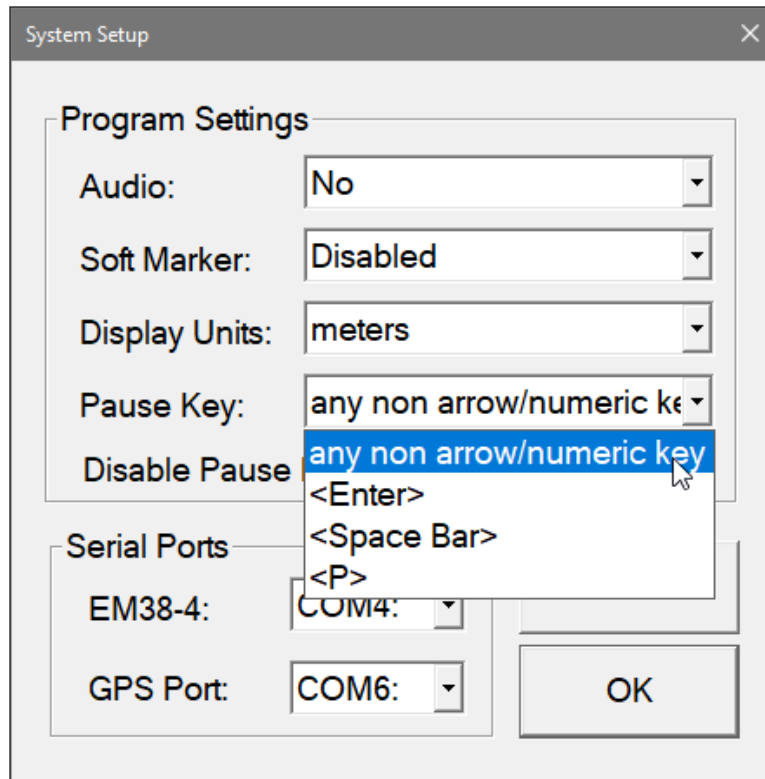 System Setup
Program Settings
Audio: No
Soft Marker: Disabled
Display Units: meters
Pause Key: any non arrow/numeric
any non arrow/numeric key
Disable Pause
<Enter>
<Space Bar>
<P>
Serial Ports
EM38-4: COM4:
GPS Port: COM6:
OK